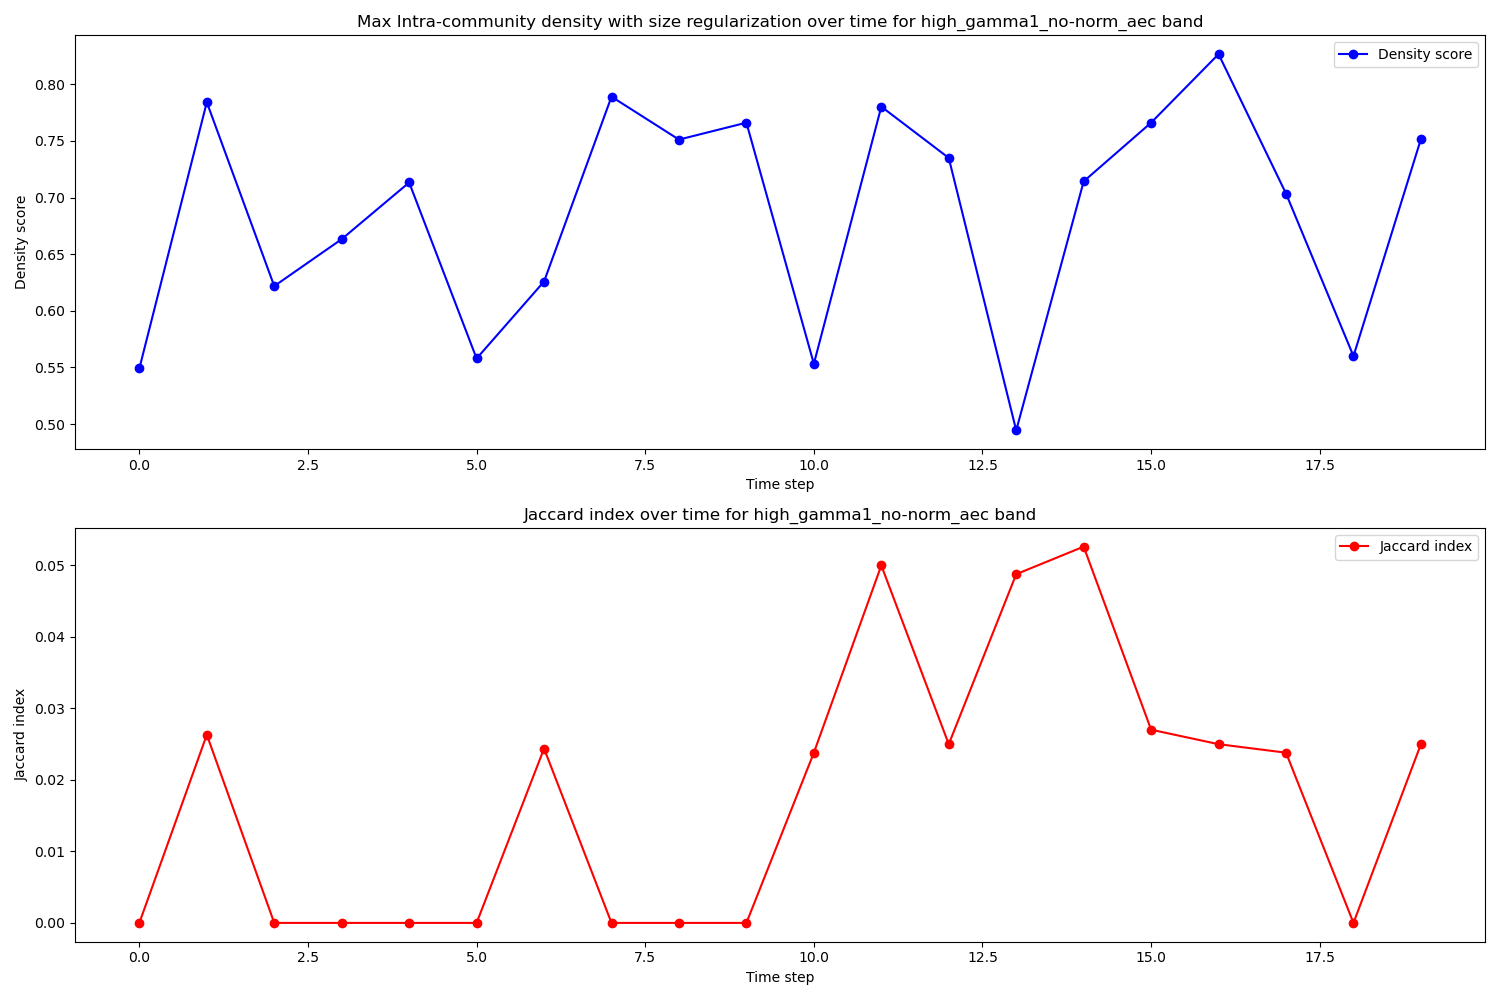 Max Intra-community density with size regularization over time for high_gamma1_no-norm_aec band
Density score
0.80
0.75
0.70
0.65
0.60
0.55
0.50
Density score
0.0 2.5 5.0 7.5 10.0 12.5 15.0 17.5
Time step
Jaccard index over time for high_gamma1_no-norm_aec band
Jaccard index
0.05
0.04
0.03
0.02
0.01
0.00
Jaccard index
0.0 2.5 5.0 7.5 10.0 12.5 15.0 17.5
Time step